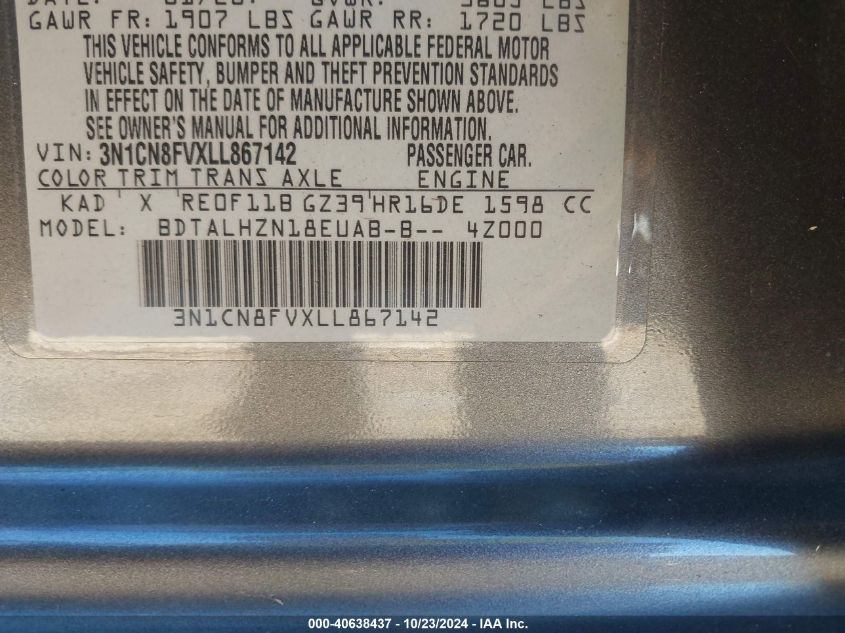 GAWR FR: 1907 LBS GAWR RR: 1720 LBS
THIS VEHICLE CONFORMS TO ALL APPLICABLE FEDERAL MOTOR
VEHICLE SAFETY, BUMPER AND THEFT PREVENTION STANDARDS
IN EFFECT ON THE DATE OF MANUFACTURE SHOWN ABOVE.
SEE OWNER'S MANUAL FOR ADDITIONAL INFORMATION.
VIN: 3N1CN8FVXLL867142 PASSENGER CAR.
COLOR TRIM TRANS AXLE ENGINE
KAD X RE0F11B GZ39 HR16DE 1598 CC
MODEL: BDTALHZN18EUAB-B-- 4Z000
3N1CN8FVXLL867142
000-40638437 - 10/23/2024 - IAA Inc.